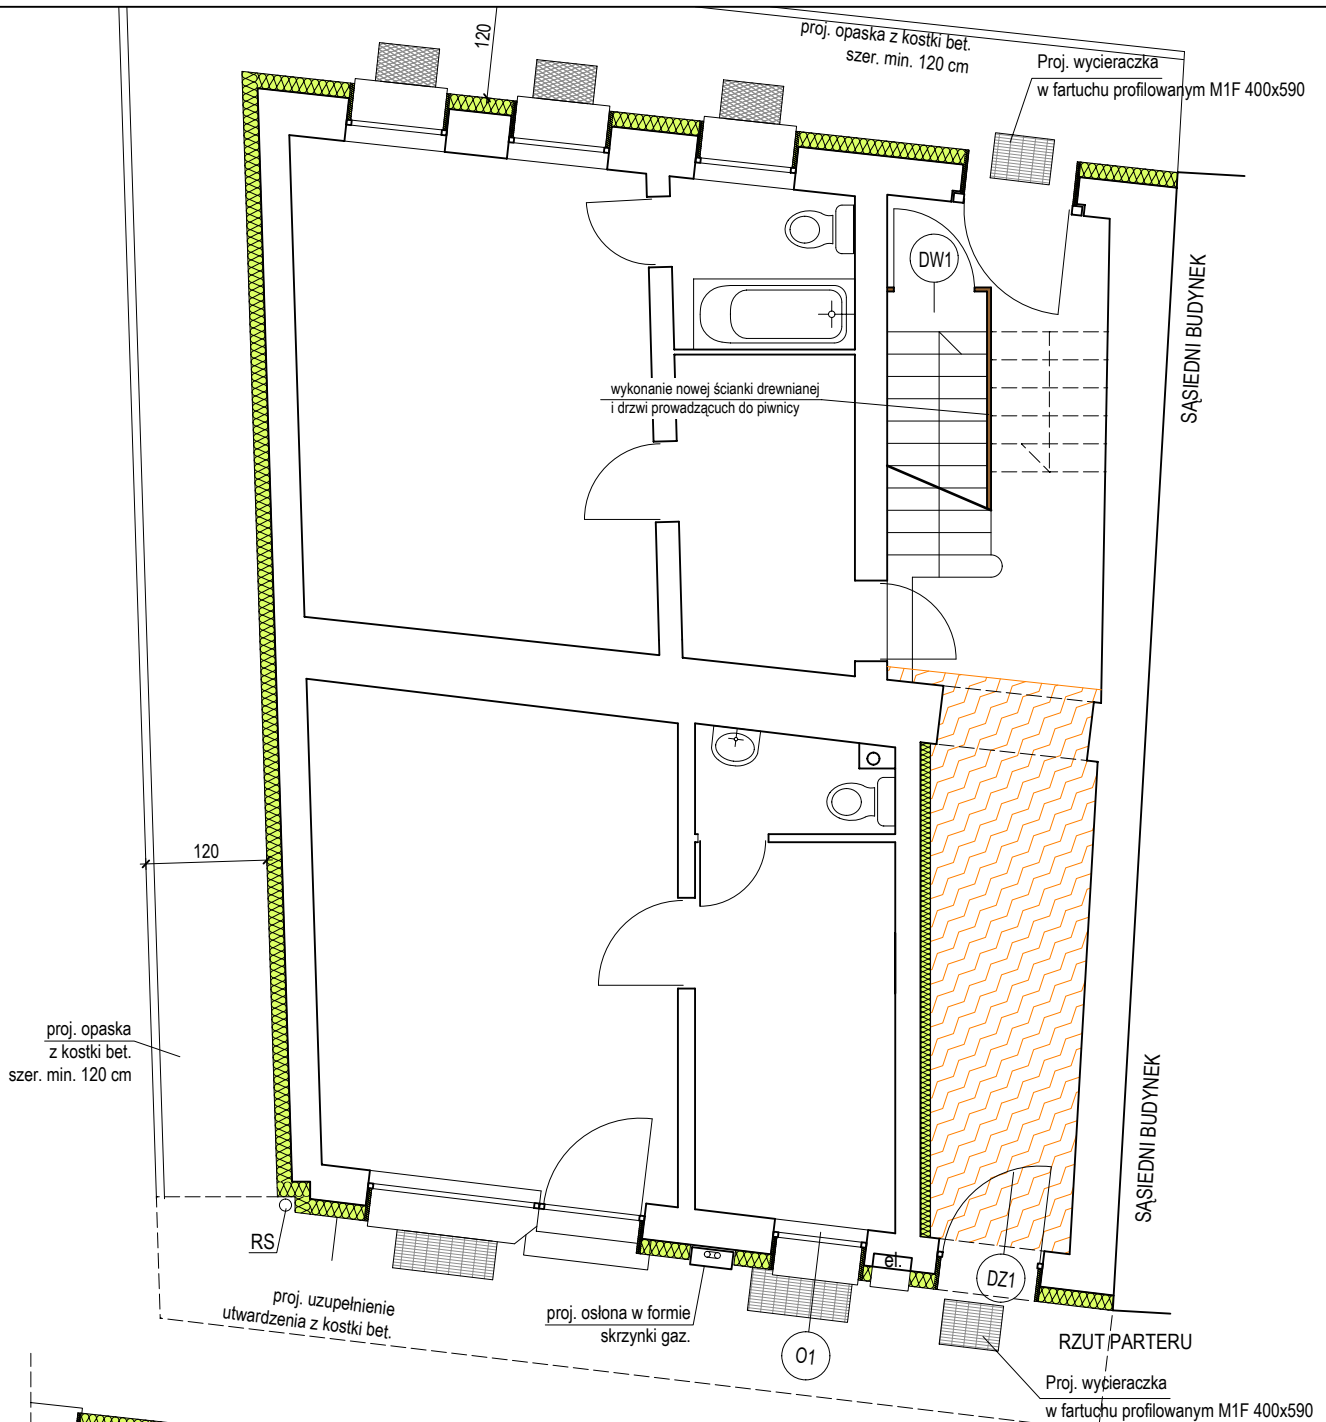 120
proj. opaska z kostki bet.
szer. min. 120 cm
Proj. wycieraczka
w fartuchu profilowanym M1F 400x590
DW1
SĄSIEDNI BUDYNEK
wykonanie nowej ścianki drewnianej
i drzwi prowadzącuch do piwnicy
120
proj. opaska
z kostki bet.
szer. min. 120 cm
SĄSIEDNI BUDYNEK
RS
el.
DZ1
proj. uzupełnienie
utwardzenia z kostki bet.
proj. osłona w formie
skrzynki gaz.
O1
RZUT PARTERU
Proj. wycieraczka
w fartuchu profilowanym M1F 400x590